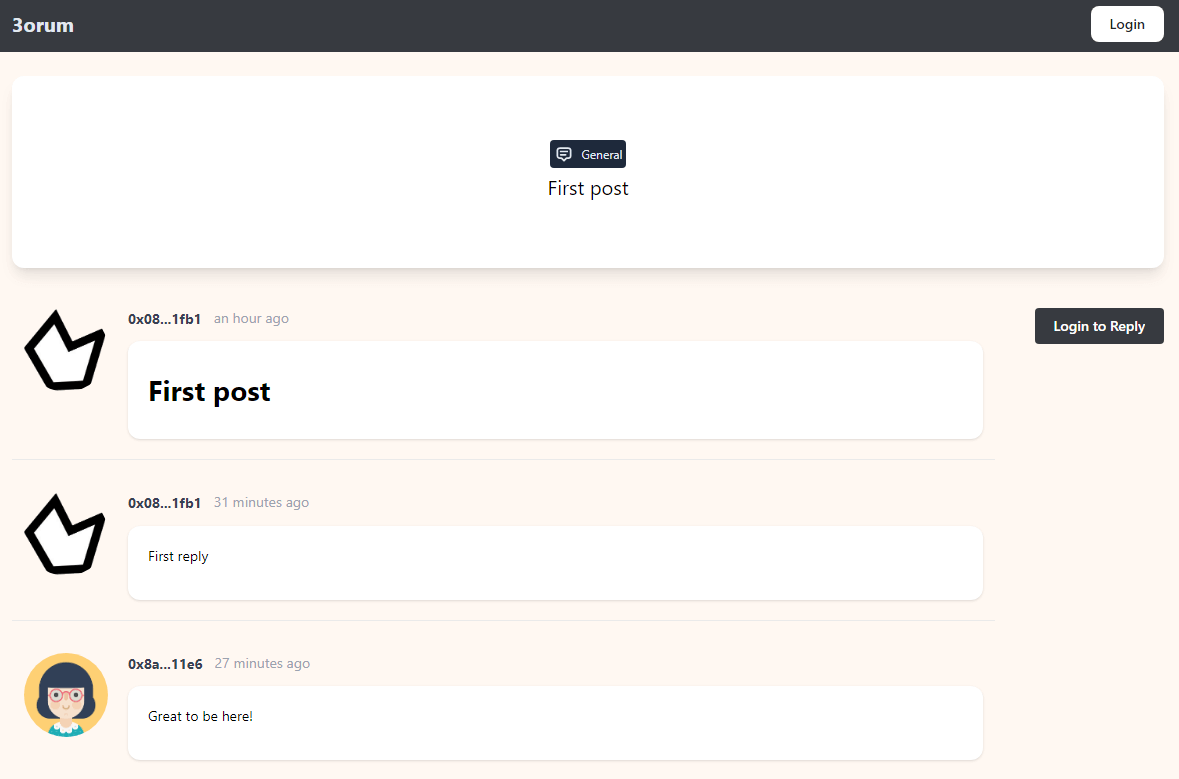 3orum
Login
General
First post
0x08...1fb1 an hour ago
Login to Reply
First post
0x08...1fb1 31 minutes ago
First reply
0x8a...11e6 27 minutes ago
Great to be here!